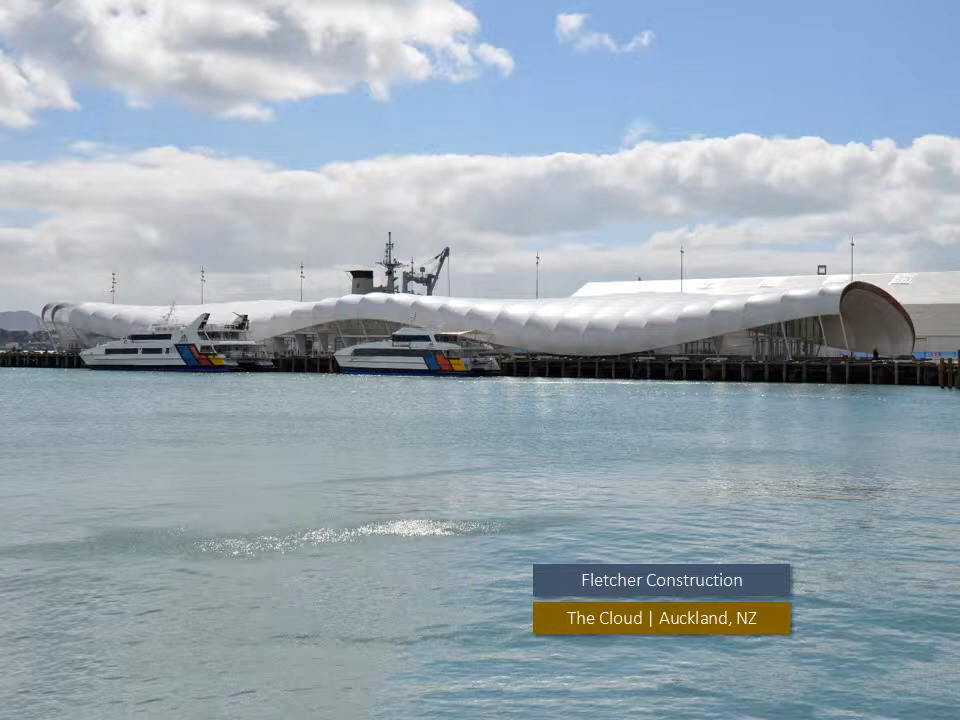 Fletcher Construction
The Cloud | Auckland, NZ